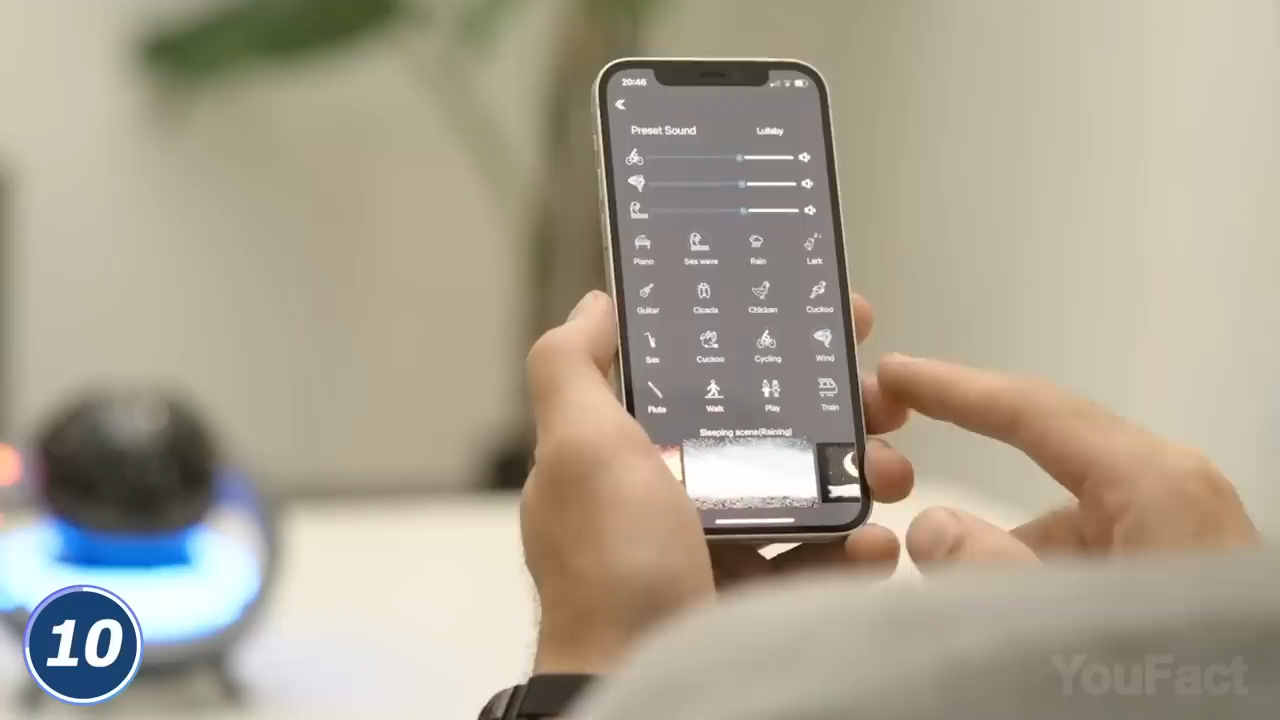 20:46
Preset Sound Lullaby
Piano Sea wave Rain Lark
Guitar Cicada Chicken Cuckoo
Sax Cuckoo Cycling Wind
Flute Walk Play Train
Sleeping scene(Raining)
10
YouFact